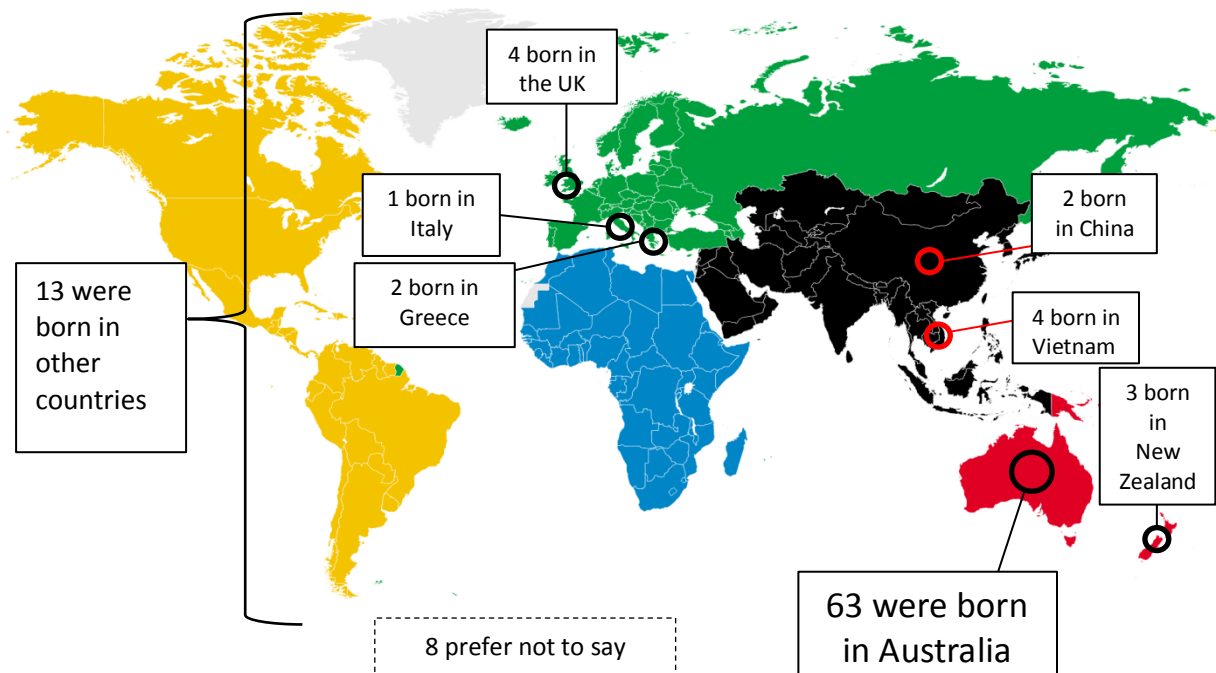 4 born in
the UK
1 born in
Italy
2 born in
Greece
2 born
in China
4 born in
Vietnam
13 were
born in
other
countries
3 born
in
New
Zealand
63 were born
in Australia
8 prefer not to say